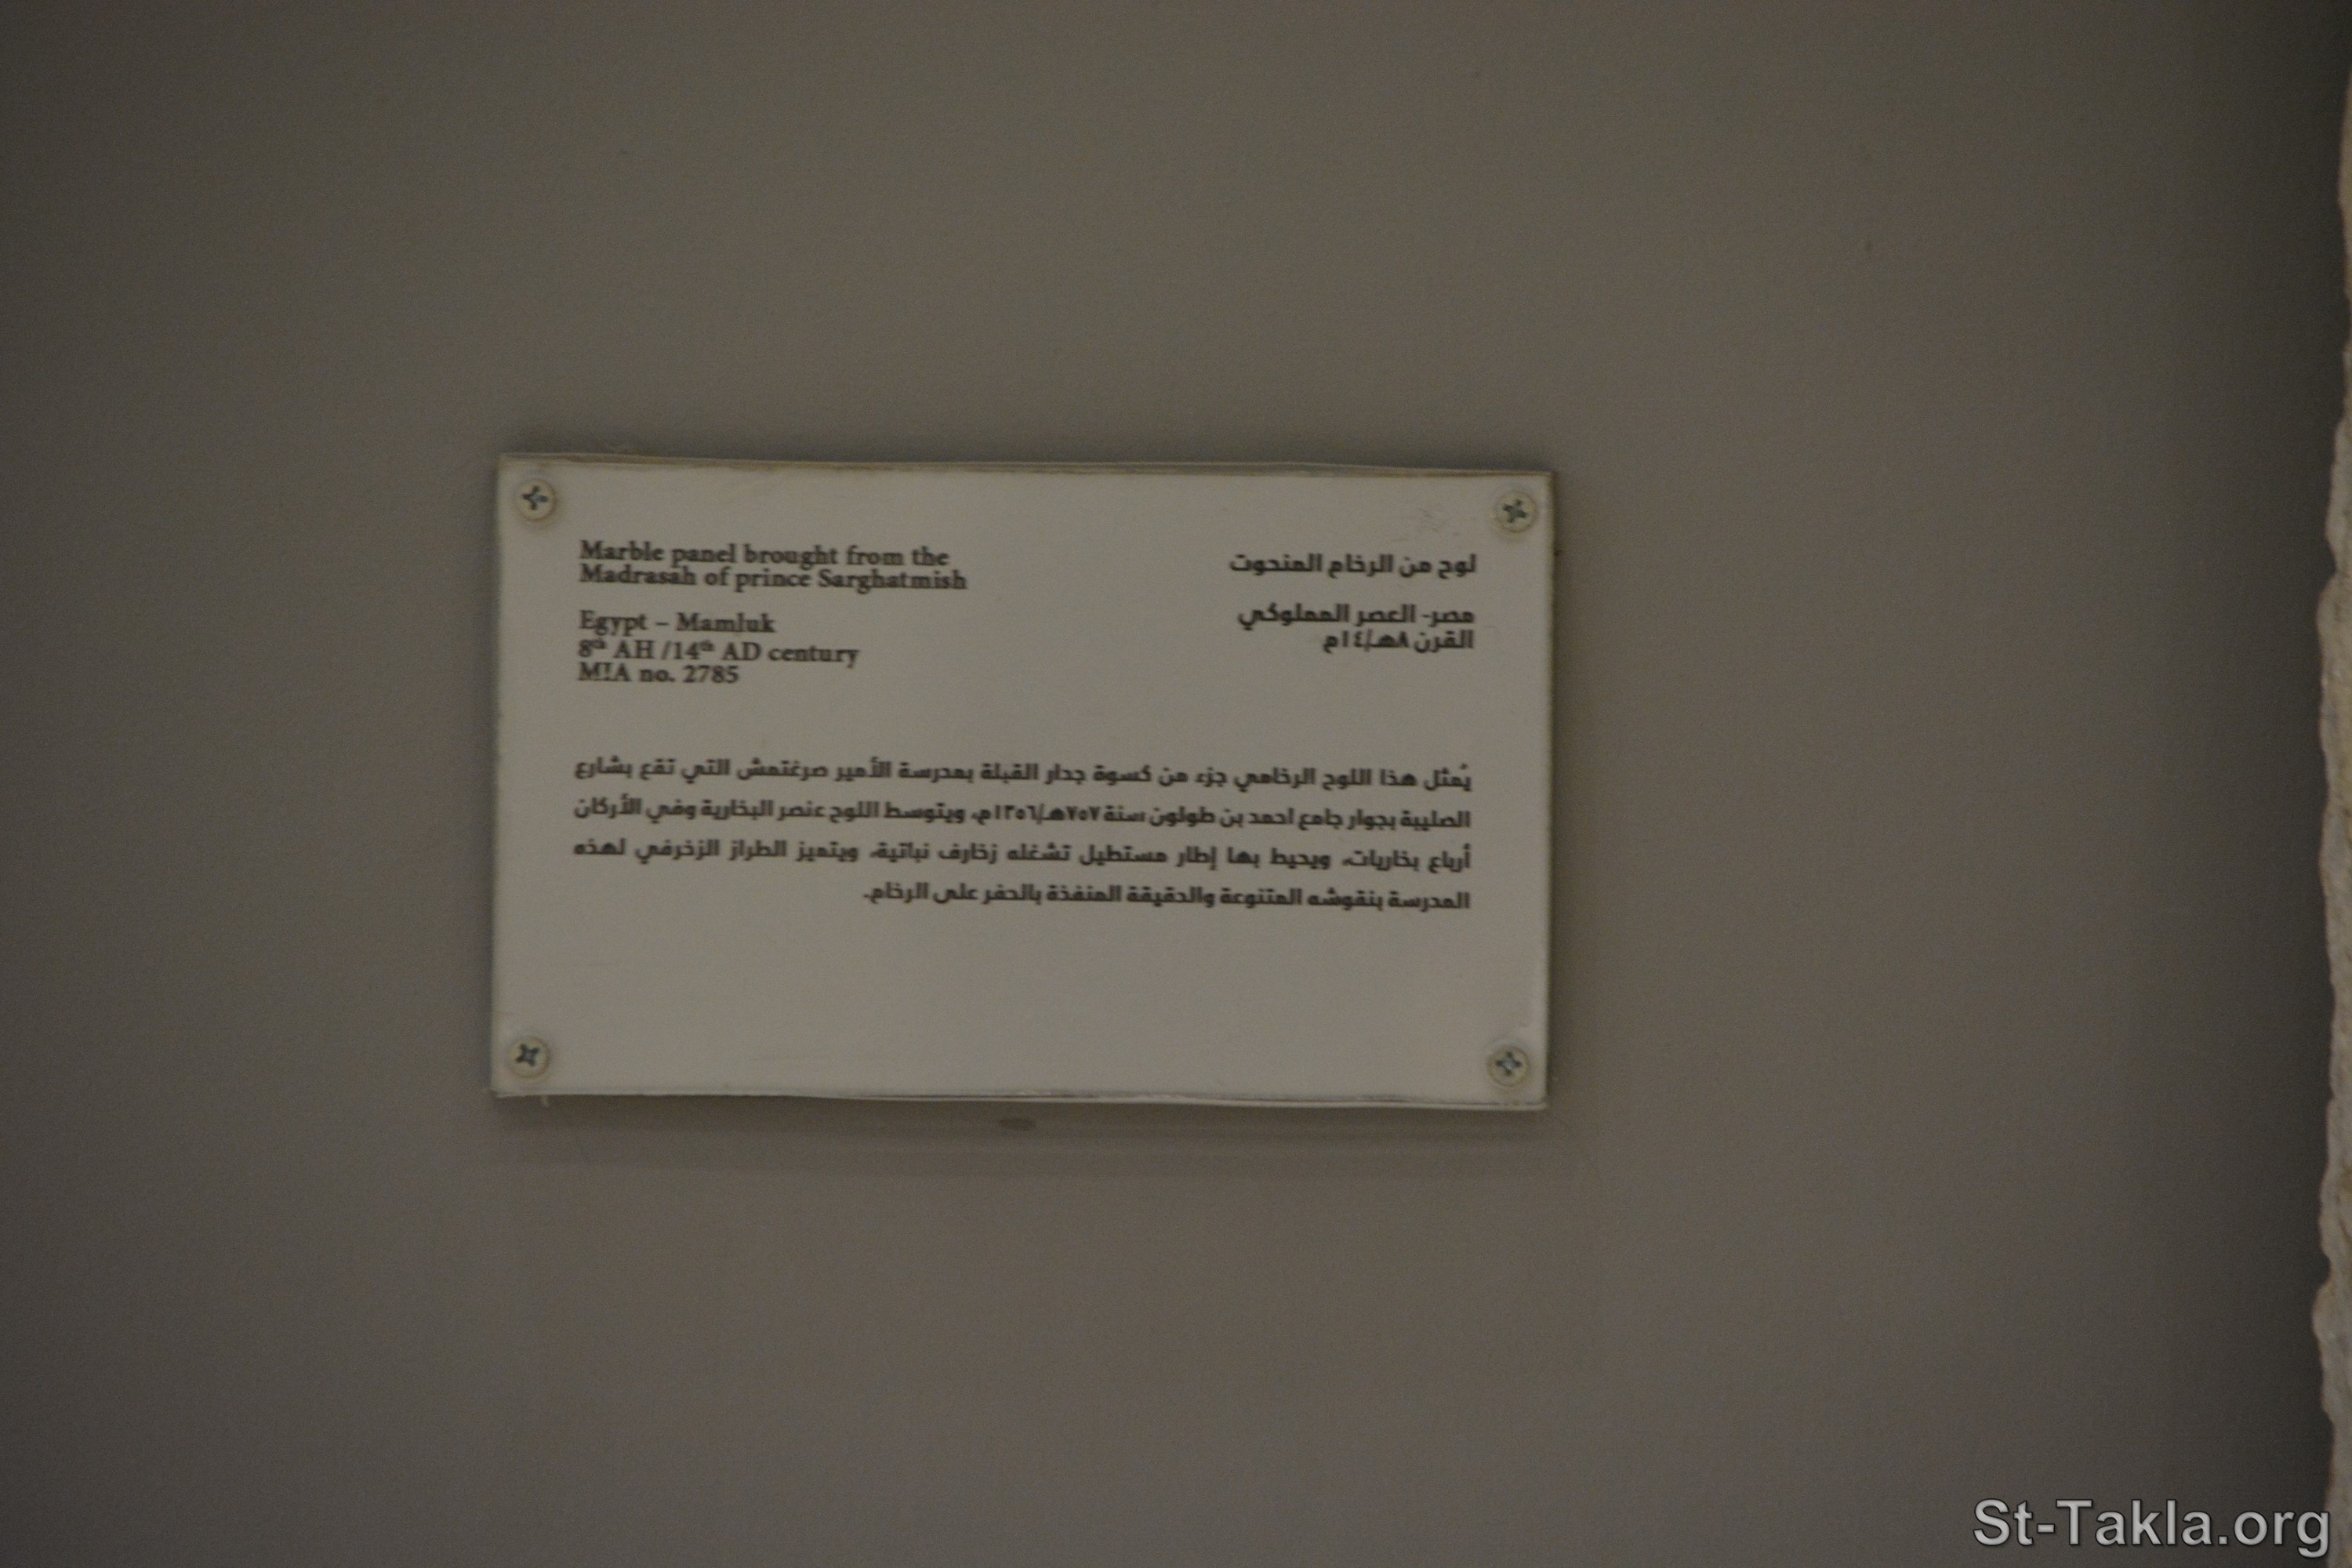 Marble panel brought from the
Madrasah of prince Sarghatmish
Egypt – Mamluk
8th AH /14th AD century
MIA no. 2785
لوح من الرخام المنحوت
مصر- العصر المملوكي
القرن ٨هـ/١٤م
يُمثل هذا اللوح الرخامي جزء من كسوة جدار القبلة بمدرسة الأمير صرغتمش التي تقع بشارع
الصليبة بجوار جامع احمد بن طولون سنة ٧٥٧هـ/١٣٥٦م، ويتوسط اللوح عنصر البخارية وفي الأركان
أرباع بخاريات، ويحيط بها إطار مستطيل تشغله زخارف نباتية، ويتميز الطراز الزخرفي لهذه
المدرسة بنقوشه المتنوعة والدقيقة المنفذة بالحفر على الرخام.
St-Takla.org